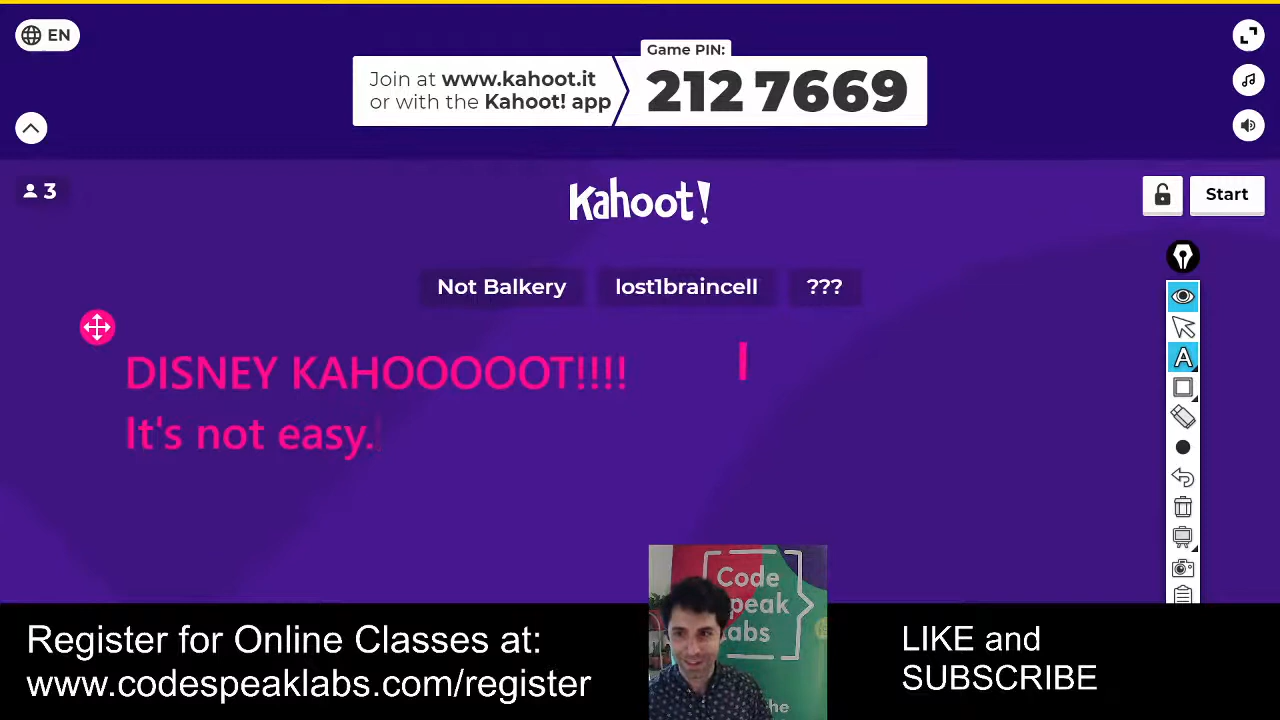 EN
Game PIN:
Join at www.kahoot.it
or with the Kahoot! app
212 7669
3
Kahoot!
Start
Not Balkery
lost1braincell
???
DISNEY KAHOOOOOT!!!!
It's not easy.
A
Code
Speak
Labs
Register for Online Classes at:
www.codespeaklabs.com/register
LIKE and
SUBSCRIBE